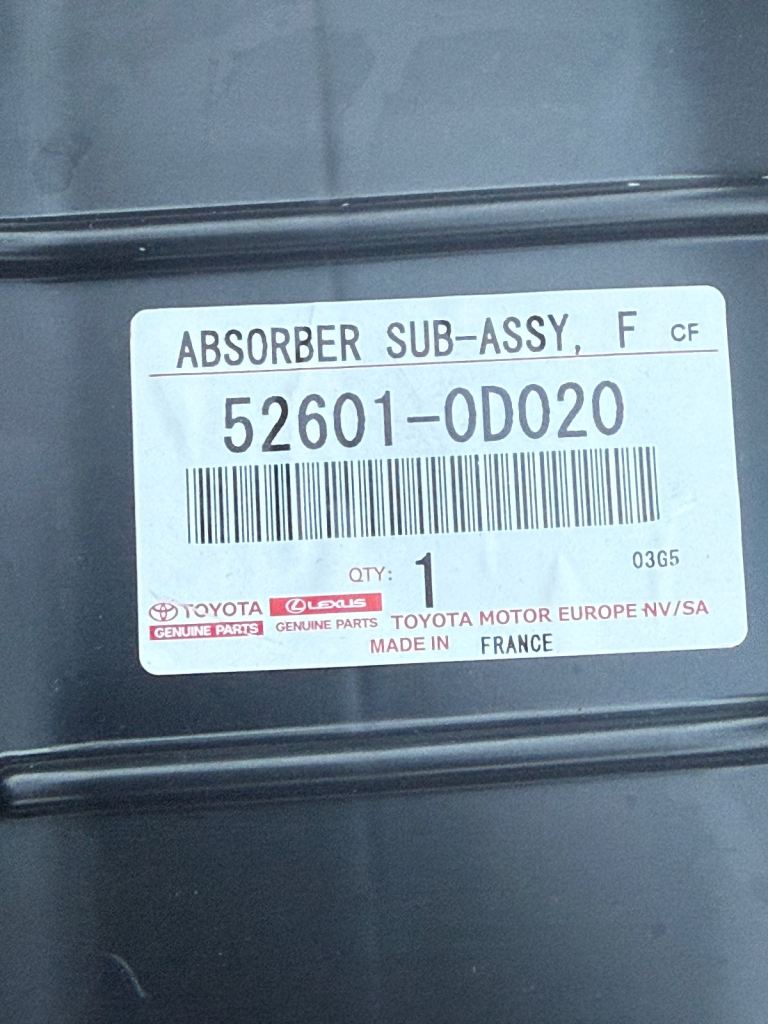 ABSORBER SUB-ASSY, F CF
52601-0D020
QTY: 1 03G5
TOYOTA LEXUS
GENUINE PARTS GENUINE PARTS TOYOTA MOTOR EUROPE NV/SA
MADE IN FRANCE